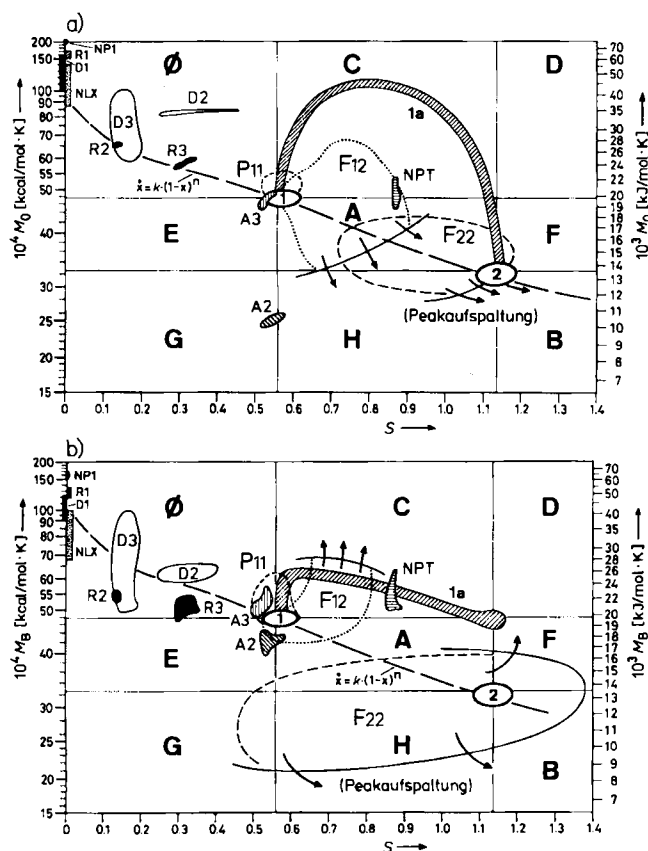 a)
10⁴ M₀ [kcal/mol·K]
200
150
100
90
80
70
60
50
40
30
25
20
15
NP1
R1
D1
NLX
D3
R2
D2
R3
ẋ=k·(1-x)ⁿ
P11
A3
1
A2
Ø
C
D
E
A
F
G
H
B
F12
NPT
1a
F22
2
(Peakaufspaltung)
10³ M₀ [kJ/mol·K]
70
60
50
40
35
28
26
24
22
20
19
18
17
16
15
14
13
12
11
10
9
8
7
0
0.1
0.2
0.3
0.4
0.5
0.6
0.7
0.8
0.9
1.0
1.1
1.2
1.3
1.4
S
b)
10⁴ M_B [kcal/mol·K]
200
150
100
90
80
70
60
50
40
30
25
20
15
NP1
R1
D1
NLX
D3
R2
D2
R3
P11
A3
1
A2
Ø
C
D
E
A
F
G
H
B
F12
NPT
1a
ẋ=k·(1-x)ⁿ
F22
2
(Peakaufspaltung)
10³ M_B [kJ/mol·K]
70
60
50
40
35
28
26
24
22
20
19
18
17
16
15
14
13
12
11
10
9
8
7
0
0.1
0.2
0.3
0.4
0.5
0.6
0.7
0.8
0.9
1.0
1.1
1.2
1.3
1.4
S